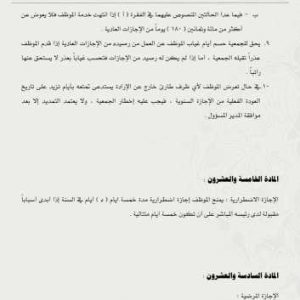 ب - فيما عدا الحالتين المنصوص عليهما في الفقرة ( أ ) إذا انتهت خدمة الموظف فلا يعوض عن
أكثر من مائة وثمانين ( ١٨٠ ) يوماً من الإجازات العادية .
٩. يحق للجمعية حسم أيام غياب الموظف عن العمل من رصيده من الإجازات العادية إذا قدم الموظف
عذراً تقبله الجمعية ، أما إذا لم يكن له رصيد من الإجازات فتحسب غياباً بعذر لا يستحق عنها
راتباً .
١٠. في حال تعرض الموظف لأي ظرف طارئ خارج عن الإرادة يستدعي تمتعه بأيام تزيد على تاريخ
العودة الفعلية من الإجازة السنوية ، فيجب عليه إخطار الجمعية ، ولا يعتمد التمديد إلا بعد
موافقة المدير المسؤول .
المادة الخامسة والعشرون :
الإجازة الاضطرارية : يمنح الموظف إجازة اضطرارية مدة خمسة أيام ( ٥ ) أيام في السنة إذا أبدى أسباباً
مقبولة لدى رئيسه المباشر على أن تكون خمسة أيام متتالية .
المادة السادسة والعشرون :
الإجازة المرضية :